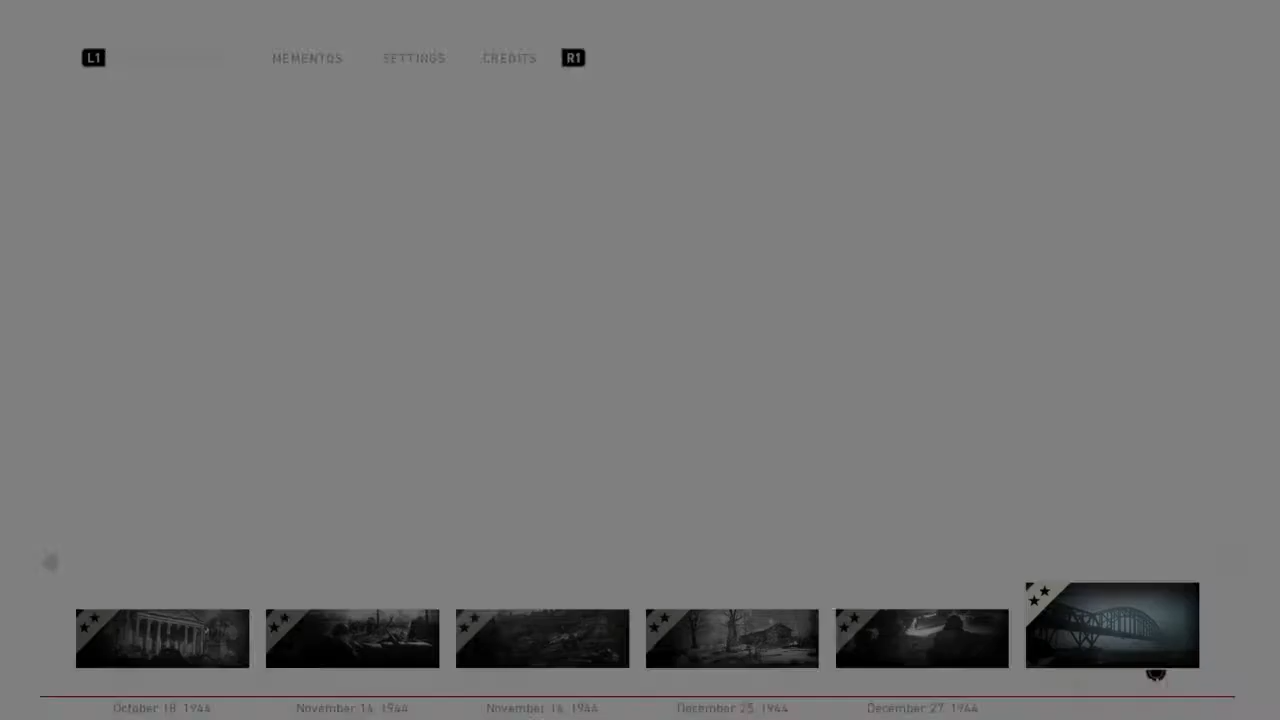 L1 MEMENTOS SETTINGS CREDITS R1
October 18, 1944 November 14, 1944 November 16, 1944 December 25, 1944 December 27, 1944